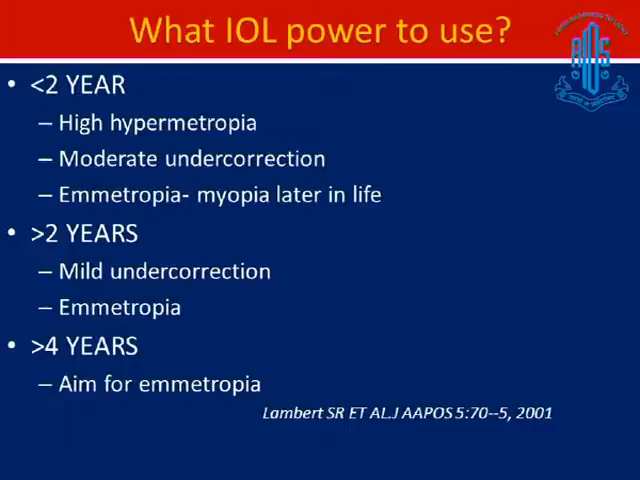 What IOL power to use?
• <2 YEAR
– High hypermetropia
– Moderate undercorrection
– Emmetropia- myopia later in life
• >2 YEARS
– Mild undercorrection
– Emmetropia
• >4 YEARS
– Aim for emmetropia
Lambert SR ET AL.J AAPOS 5:70--5, 2001
AIOS